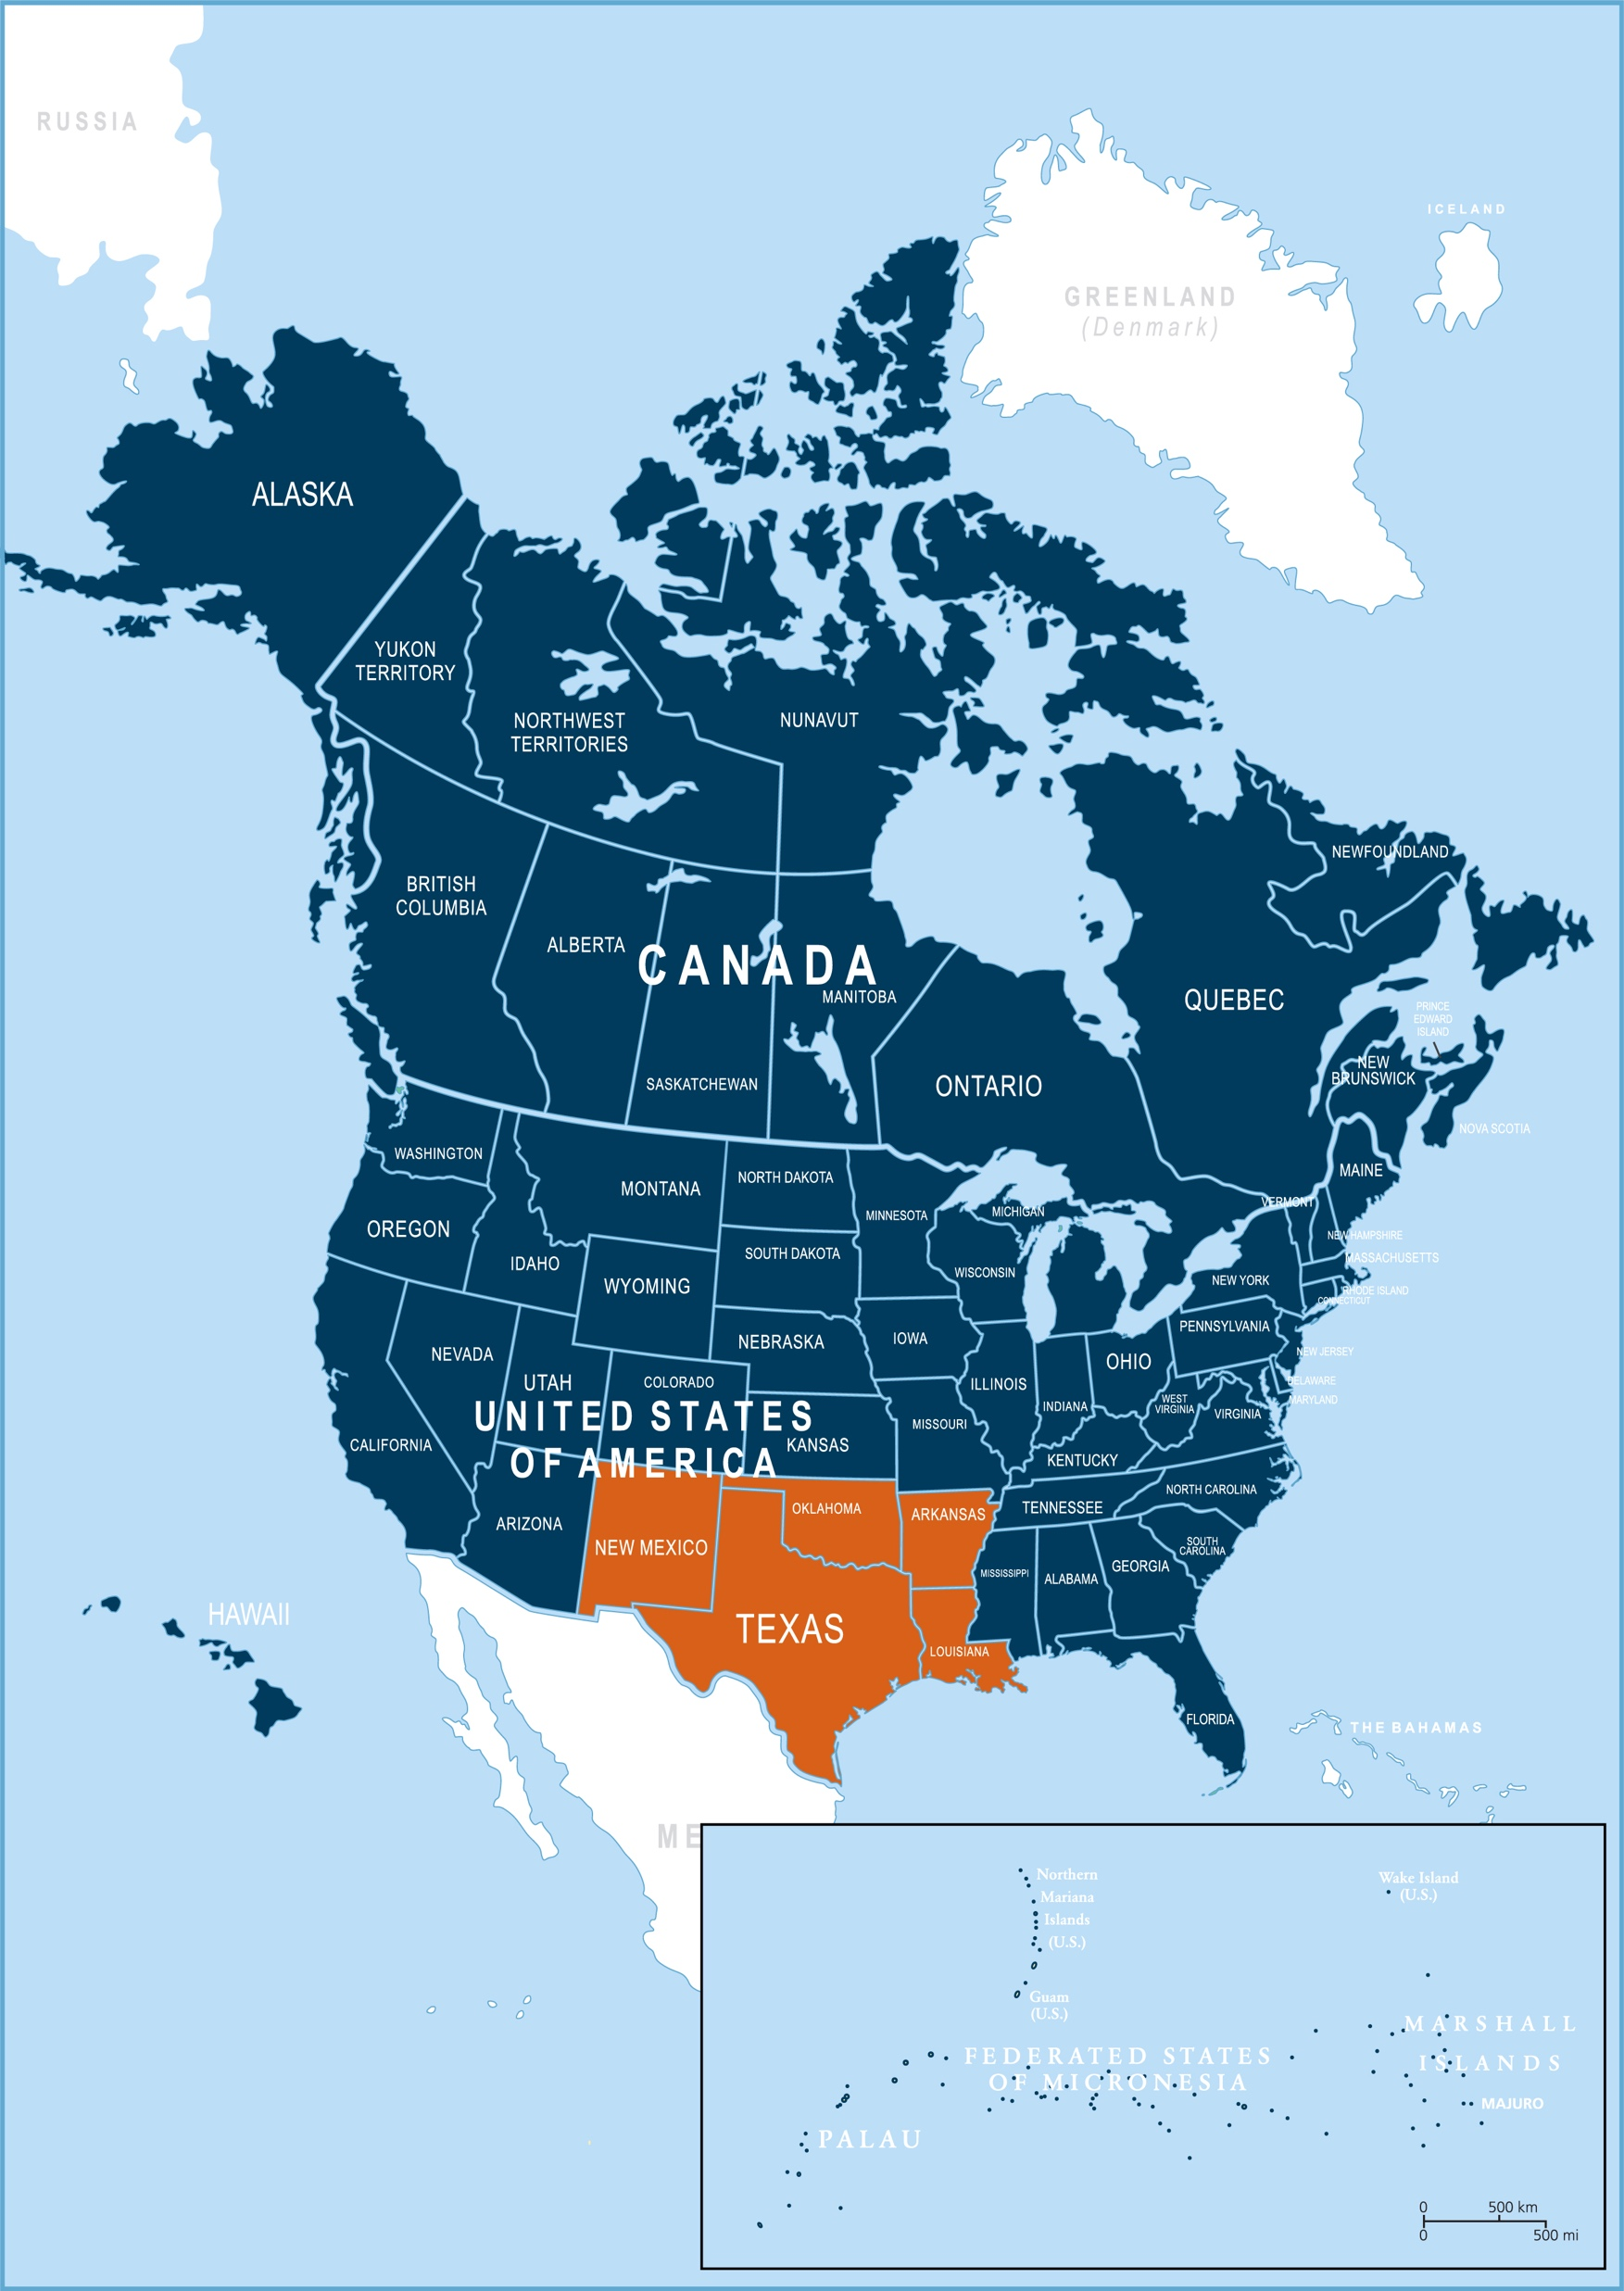 RUSSIA
ICELAND
GREENLAND
(Denmark)
ALASKA
YUKON
TERRITORY
NORTHWEST
TERRITORIES
NUNAVUT
NEWFOUNDLAND
BRITISH
COLUMBIA
ALBERTA
CANADA
MANITOBA
QUEBEC
PRINCE
EDWARD
ISLAND
NEW
BRUNSWICK
SASKATCHEWAN
ONTARIO
NOVA SCOTIA
WASHINGTON
MAINE
MONTANA
NORTH DAKOTA
VERMONT
MINNESOTA
MICHIGAN
OREGON
NEW HAMPSHIRE
SOUTH DAKOTA
MASSACHUSETTS
IDAHO
WISCONSIN
WYOMING
NEW YORK
RHODE ISLAND
CONNECTICUT
PENNSYLVANIA
NEBRASKA
IOWA
NEVADA
NEW JERSEY
OHIO
UTAH
COLORADO
ILLINOIS
DELAWARE
MARYLAND
WEST
VIRGINIA
INDIANA
VIRGINIA
UNITED STATES
OF AMERICA
MISSOURI
CALIFORNIA
KANSAS
KENTUCKY
NORTH CAROLINA
TENNESSEE
OKLAHOMA
ARKANSAS
ARIZONA
NEW MEXICO
SOUTH
CAROLINA
GEORGIA
MISSISSIPPI
ALABAMA
HAWAII
TEXAS
LOUISIANA
FLORIDA
THE BAHAMAS
ME
Northern
Mariana
Islands
(U.S.)
Wake Island
(U.S.)
Guam
(U.S.)
MARSHALL
ISLANDS
FEDERATED STATES
OF MICRONESIA
MAJURO
PALAU
0 500 km
0 500 mi